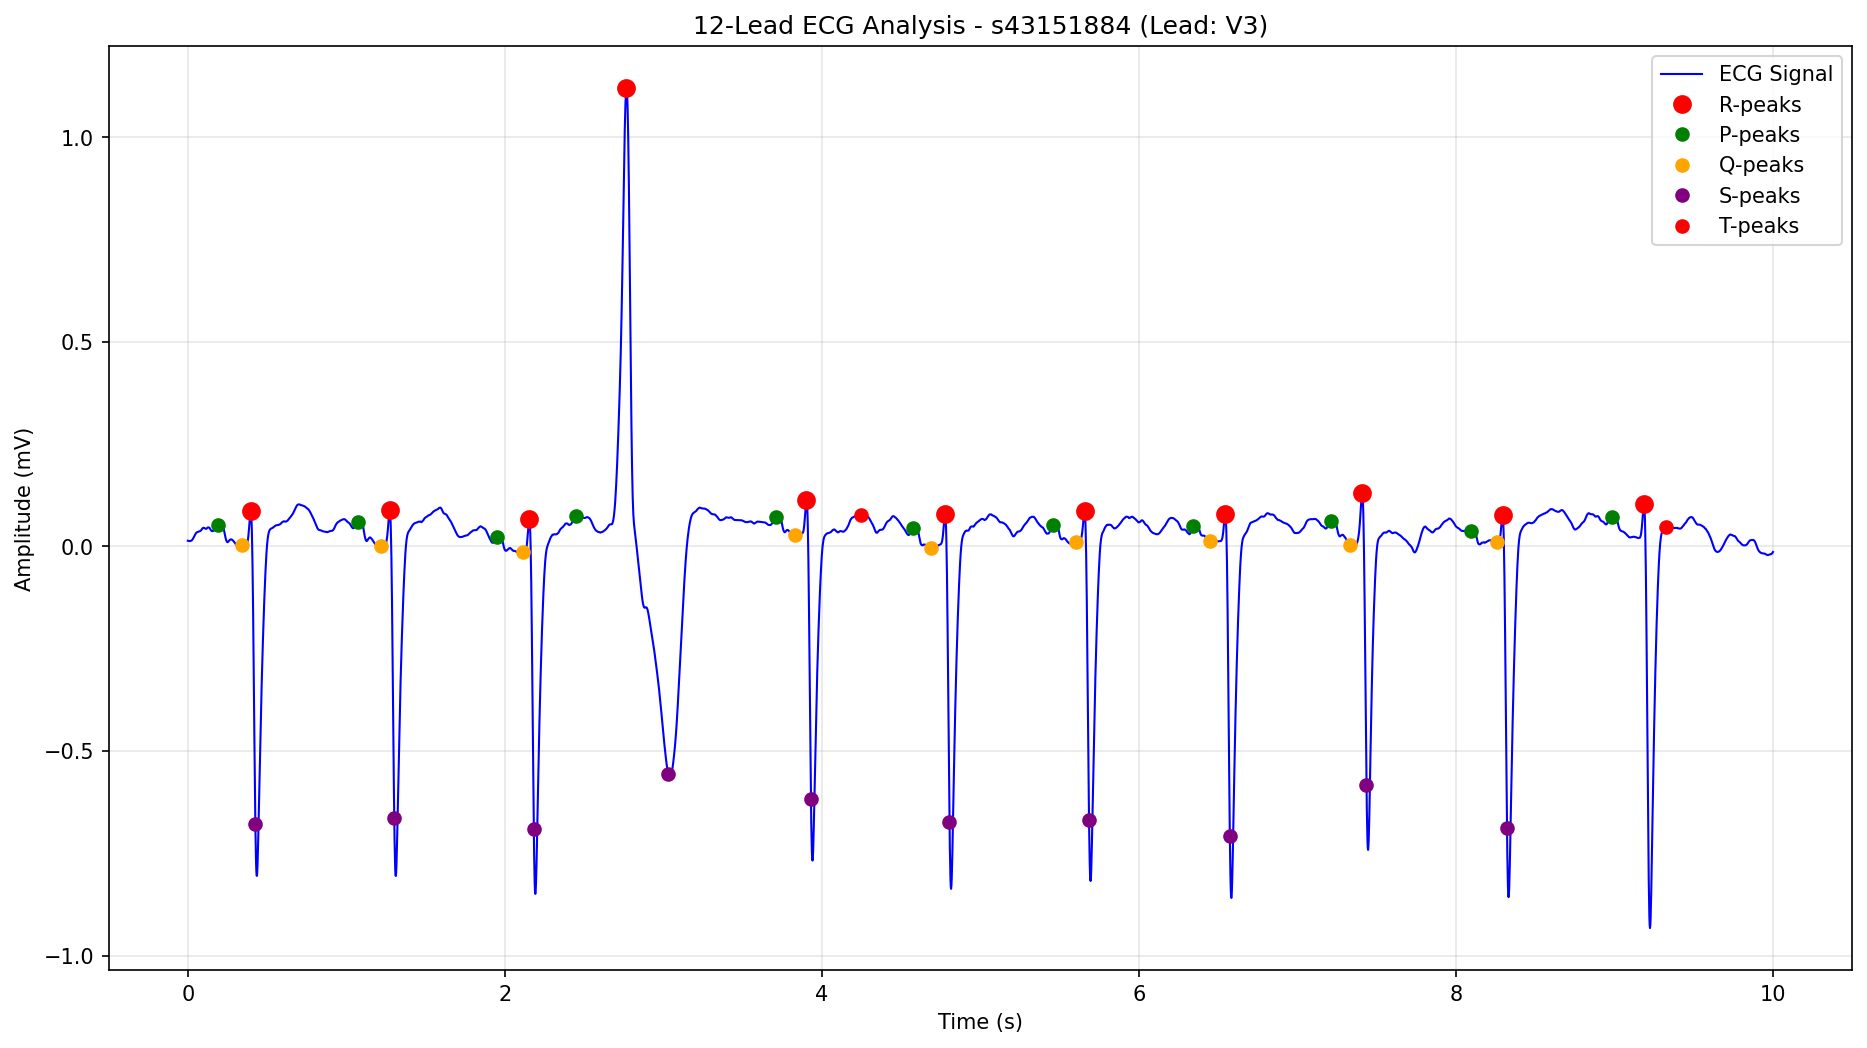 12-Lead ECG Analysis - s43151884 (Lead: V3)
ECG Signal
R-peaks
P-peaks
Q-peaks
S-peaks
T-peaks
Amplitude (mV)
1.0
0.5
0.0
−0.5
−1.0
0 2 4 6 8 10
Time (s)